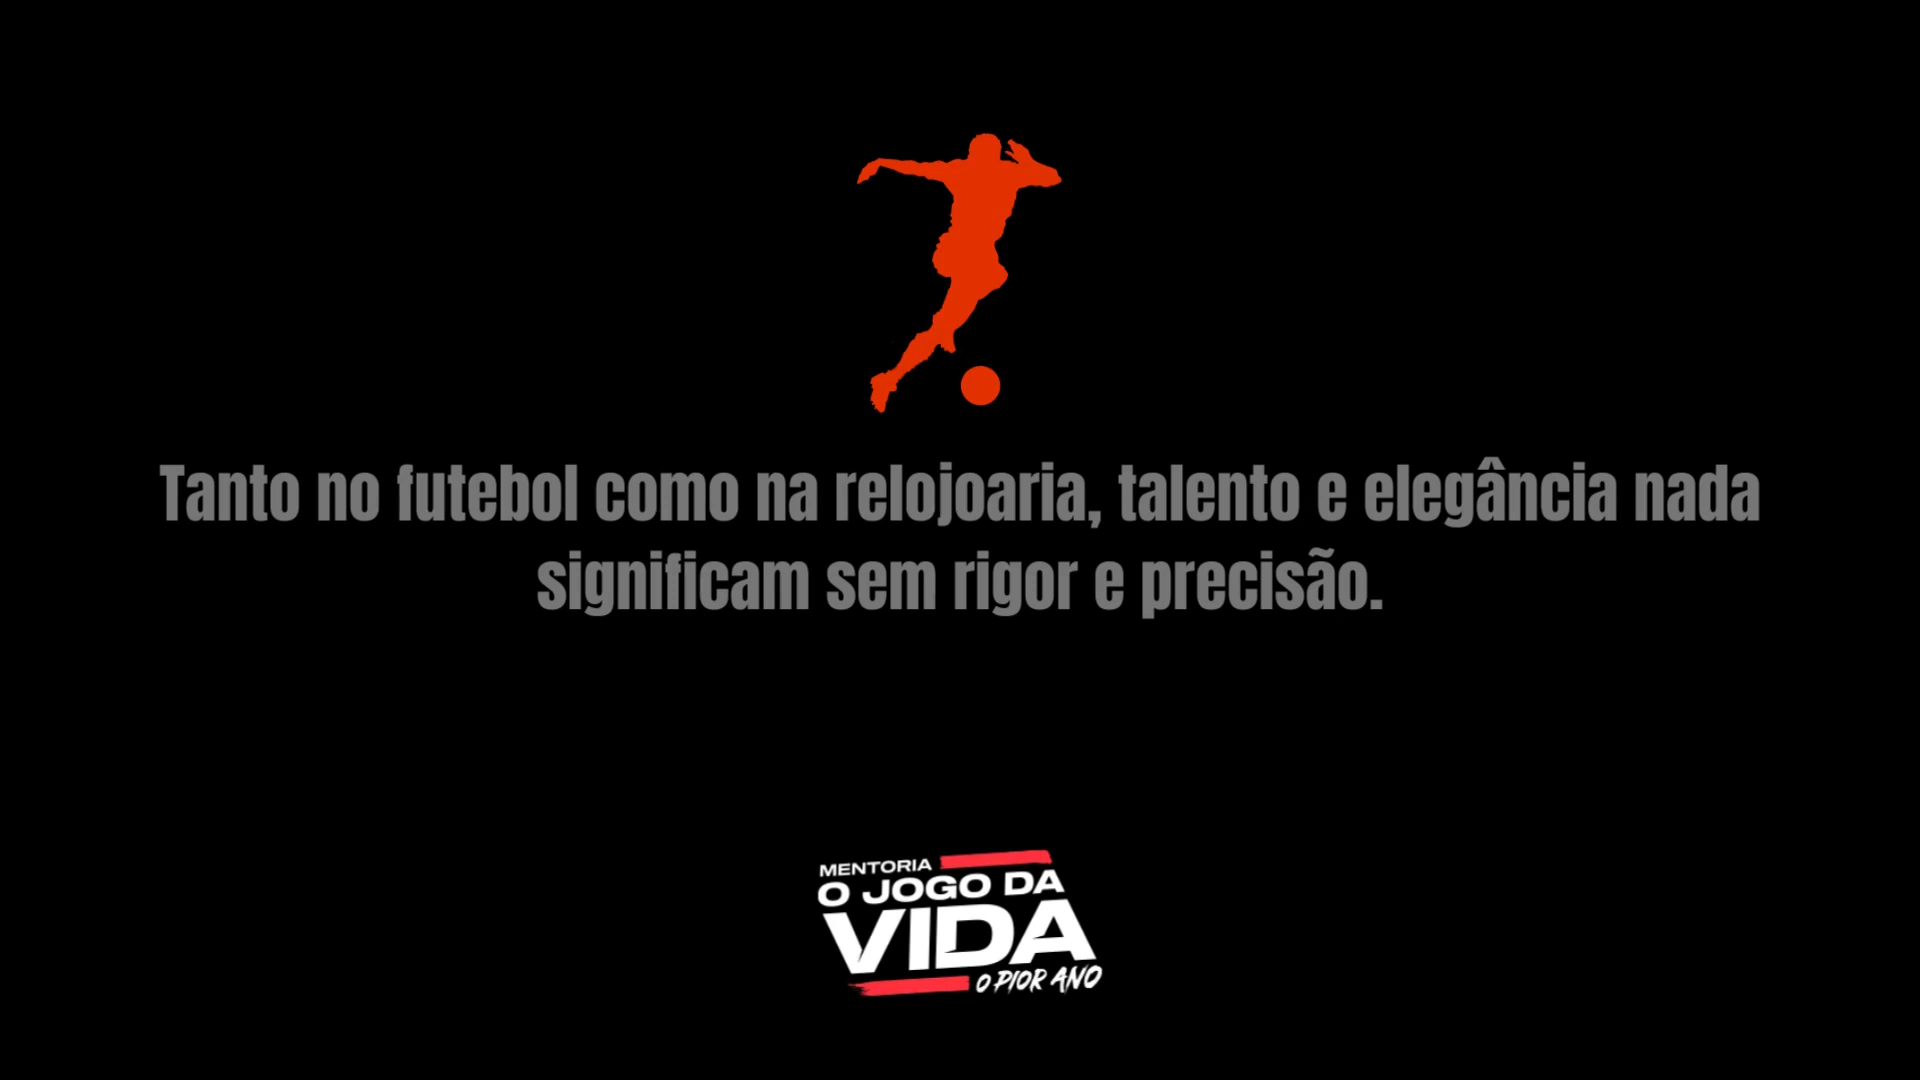 Tanto no futebol como na relojoaria, talento e elegância nada
significam sem rigor e precisão.
MENTORIA
O JOGO DA
VIDA
O PIOR ANO